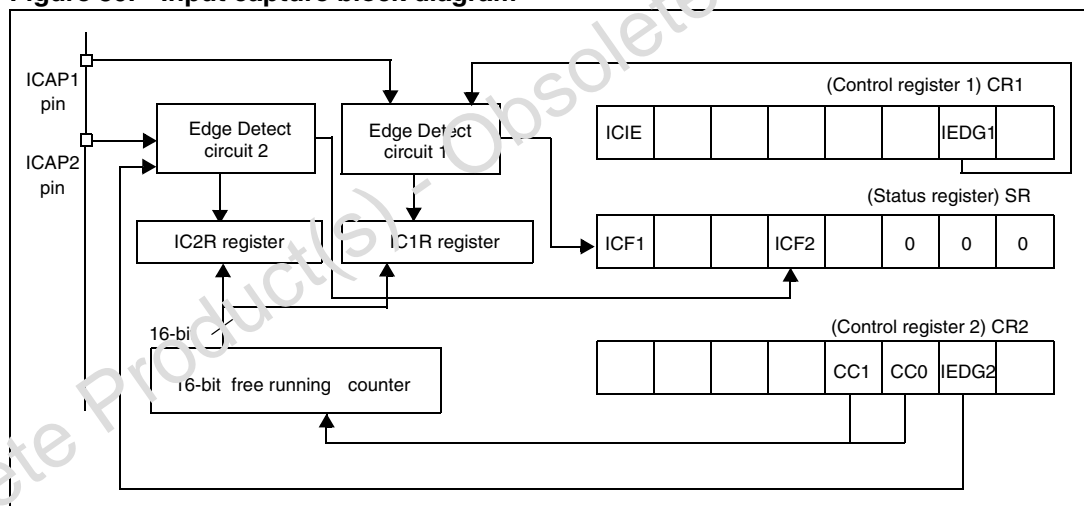 Figure 35. Input capture block diagram
ICAP1
pin
ICAP2
pin
Edge Detect
circuit 2
Edge Detect
circuit 1
IC2R register
IC1R register
16-bit
16-bit free running counter
(Control register 1) CR1
ICIE IEDG1
(Status register) SR
ICF1 ICF2 0 0 0
(Control register 2) CR2
CC1 CC0 IEDG2
ete Product(s) - Obsolete